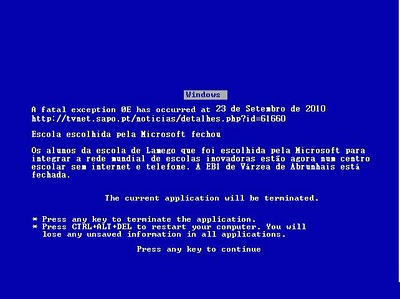 Windows
A fatal exception 0E has occurred at 23 de Setembro de 2010
http://tvnet.sapo.pt/noticias/detalhes.php?id=61660
Escola escolhida pela Microsoft fechou
Os alunos da escola de Lamego que foi escolhida pela Microsoft para
integrar a rede mundial de escolas inovadoras estão agora num centro
escolar sem internet e telefone. A EB1 de Várzea de Abrunhais está
fechada.
The current application will be terminated.
* Press any key to terminate the application.
* Press CTRL+ALT+DEL to restart your computer. You will
lose any unsaved information in all applications.
Press any key to continue